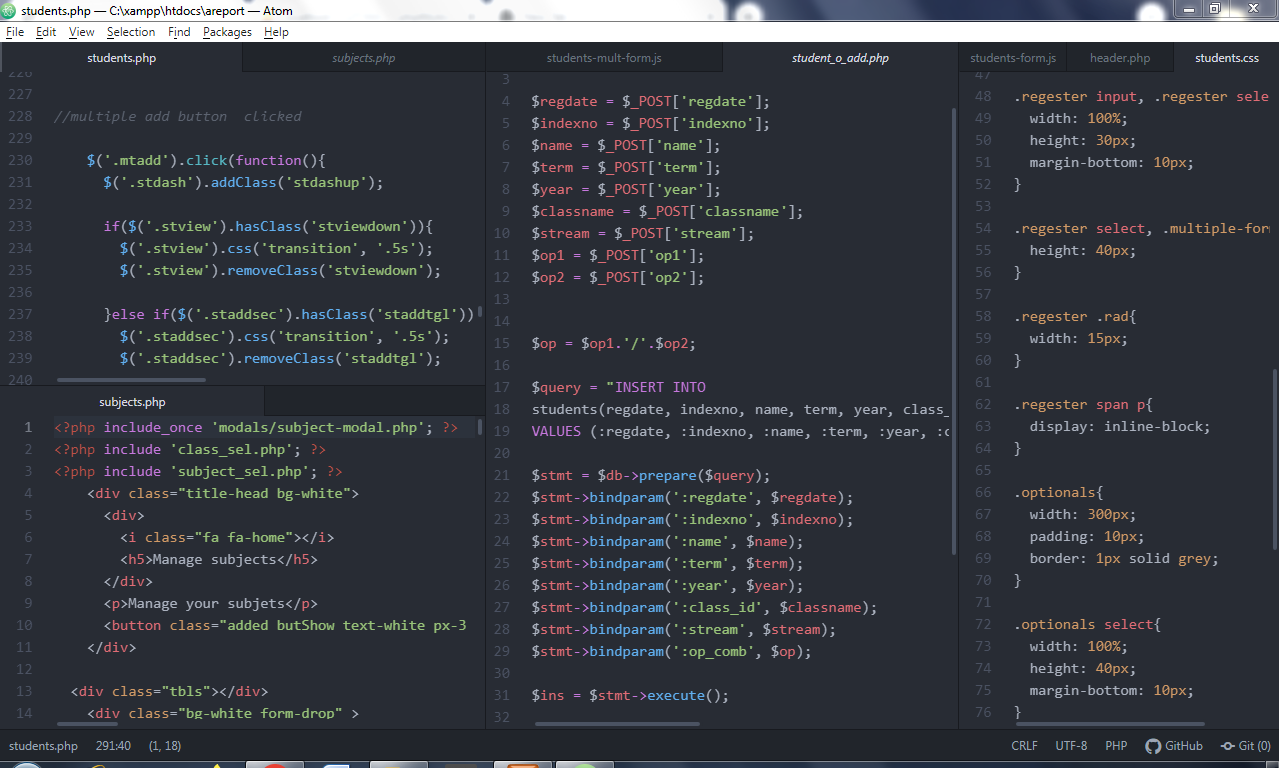 students.php — C:\xampp\htdocs\areport — Atom
File Edit View Selection Find Packages Help
students.php
subjects.php
226
227
228 //multiple add button  clicked
229
230 $('.mtadd').click(function(){
231 $('.stdash').addClass('stdashup');
232
233 if($('.stview').hasClass('stviewdown')){
234 $('.stview').css('transition', '.5s');
235 $('.stview').removeClass('stviewdown');
236
237 }else if($('.staddsec').hasClass('staddtgl'))
238 $('.staddsec').css('transition', '.5s');
239 $('.staddsec').removeClass('staddtgl');
240
subjects.php
1 <?php include_once 'modals/subject-modal.php'; ?>
2 <?php include 'class_sel.php'; ?>
3 <?php include 'subject_sel.php'; ?>
4 <div class="title-head bg-white">
5 <div>
6 <i class="fa fa-home"></i>
7 <h5>Manage subjects</h5>
8 </div>
9 <p>Manage your subjets</p>
10 <button class="added butShow text-white px-3
11 </div>
12
13 <div class="tbls"></div>
14 <div class="bg-white form-drop" >
students-mult-form.js
student_o_add.php
3
4 $regdate = $_POST['regdate'];
5 $indexno = $_POST['indexno'];
6 $name = $_POST['name'];
7 $term = $_POST['term'];
8 $year = $_POST['year'];
9 $classname = $_POST['classname'];
10 $stream = $_POST['stream'];
11 $op1 = $_POST['op1'];
12 $op2 = $_POST['op2'];
13
14
15 $op = $op1.'/'.$op2;
16
17 $query = "INSERT INTO
18 students(regdate, indexno, name, term, year, class_
19 VALUES (:regdate, :indexno, :name, :term, :year, :c
20
21 $stmt = $db->prepare($query);
22 $stmt->bindparam(':regdate', $regdate);
23 $stmt->bindparam(':indexno', $indexno);
24 $stmt->bindparam(':name', $name);
25 $stmt->bindparam(':term', $term);
26 $stmt->bindparam(':year', $year);
27 $stmt->bindparam(':class_id', $classname);
28 $stmt->bindparam(':stream', $stream);
29 $stmt->bindparam(':op_comb', $op);
30
31 $ins = $stmt->execute();
32
students-form.js
header.php
students.css
47
48 .regester input, .regester sele
49 width: 100%;
50 height: 30px;
51 margin-bottom: 10px;
52 }
53
54 .regester select, .multiple-for
55 height: 40px;
56 }
57
58 .regester .rad{
59 width: 15px;
60 }
61
62 .regester span p{
63 display: inline-block;
64 }
65
66 .optionals{
67 width: 300px;
68 padding: 10px;
69 border: 1px solid grey;
70 }
71
72 .optionals select{
73 width: 100%;
74 height: 40px;
75 margin-bottom: 10px;
76 }
students.php 291:40 (1, 18) CRLF UTF-8 PHP GitHub Git (0)